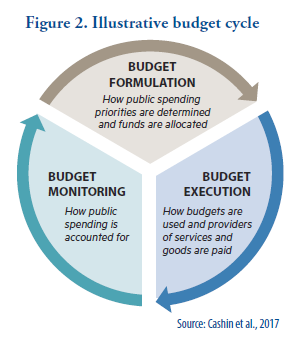 Figure 2. Illustrative budget cycle
BUDGET
FORMULATION
How public spending
priorities are determined
and funds are allocated
BUDGET
MONITORING
How public
spending is
accounted for
BUDGET
EXECUTION
How budgets are
used and providers
of services and
goods are paid
Source: Cashin et al., 2017